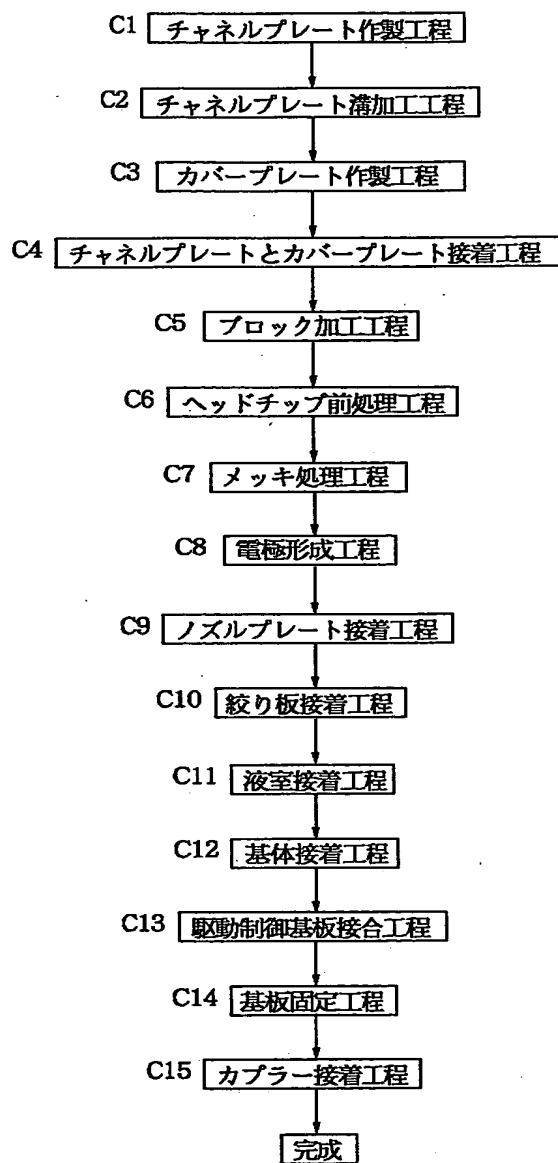 C1 チャネルプレート作製工程
C2 チャネルプレート溝加工工程
C3 カバープレート作製工程
C4 チャネルプレートとカバープレート接着工程
C5 ブロック加工工程
C6 ヘッドチップ前処理工程
C7 メッキ処理工程
C8 電極形成工程
C9 ノズルプレート接着工程
C10 絞り板接着工程
C11 液室接着工程
C12 基体接着工程
C13 駆動制御基板接合工程
C14 基板固定工程
C15 カプラー接着工程
完成